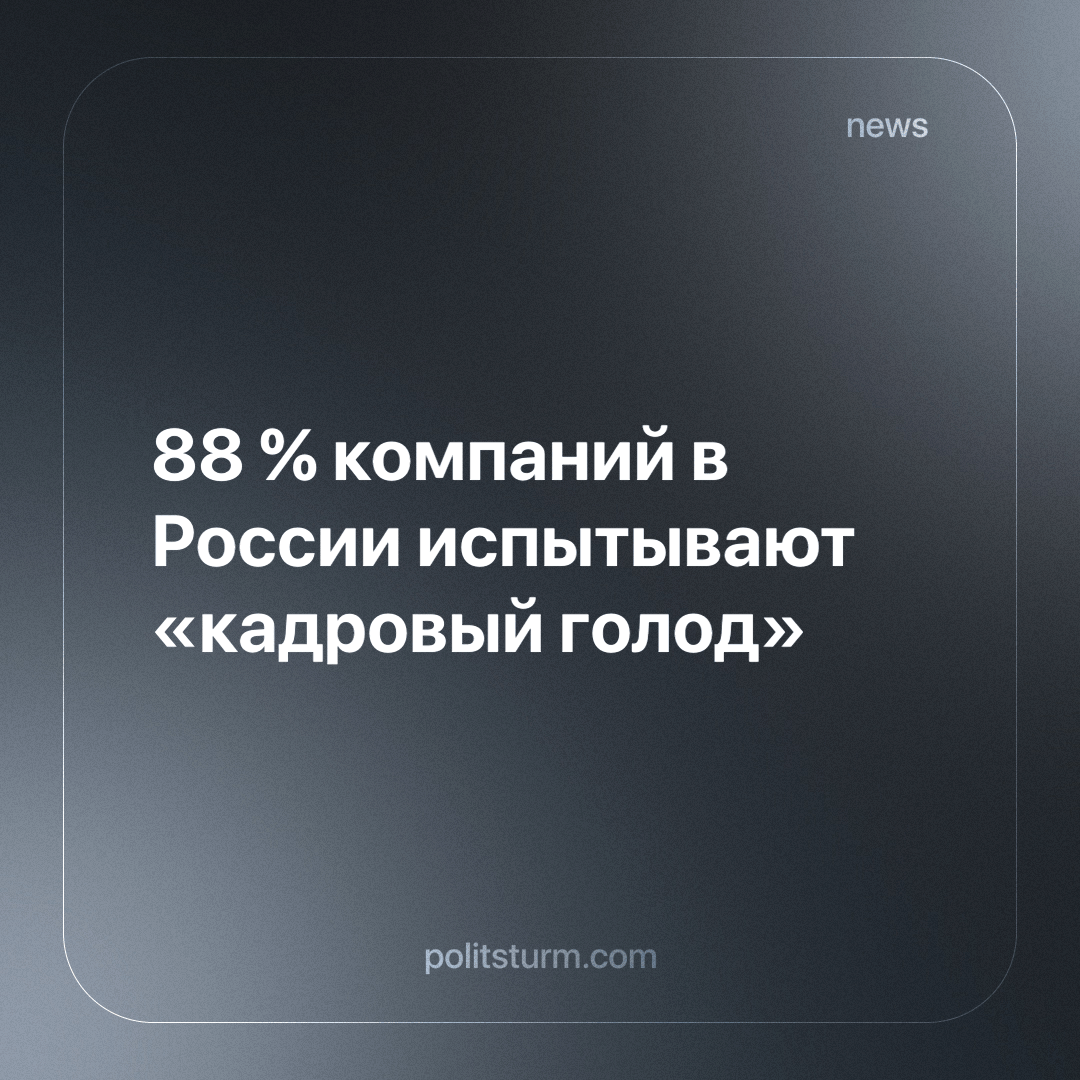 news
88 % компаний в
России испытывают
«кадровый голод»
politsturm.com